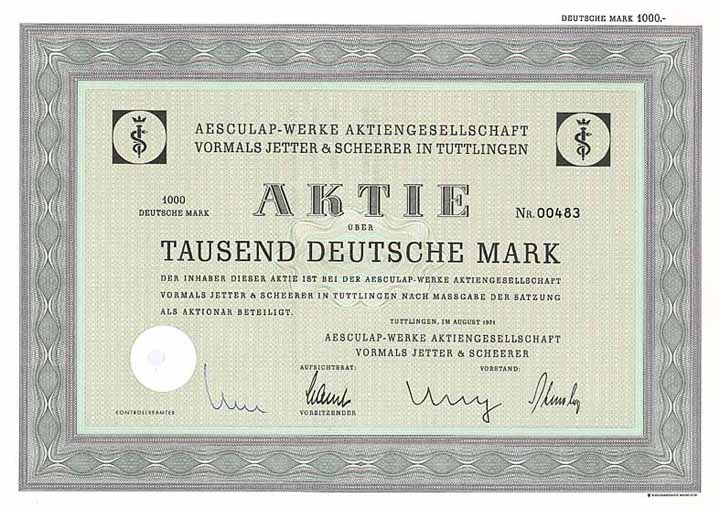 DEUTSCHE MARK 1000.-
AESCULAP-WERKE AKTIENGESELLSCHAFT
VORMALS JETTER & SCHEERER IN TUTTLINGEN
1000
DEUTSCHE MARK
AKTIE
NR. 00483
ÜBER
TAUSEND DEUTSCHE MARK
DER INHABER DIESER AKTIE IST BEI DER AESCULAP-WERKE AKTIENGESELLSCHAFT
VORMALS JETTER & SCHEERER IN TUTTLINGEN NACH MASSGABE DER SATZUNG
ALS AKTIONÄR BETEILIGT.
TUTTLINGEN, IM AUGUST 1971
AESCULAP-WERKE AKTIENGESELLSCHAFT
VORMALS JETTER & SCHEERER
AUFSICHTSRAT:
VORSTAND:
KONTROLLBEAMTER
VORSITZENDER